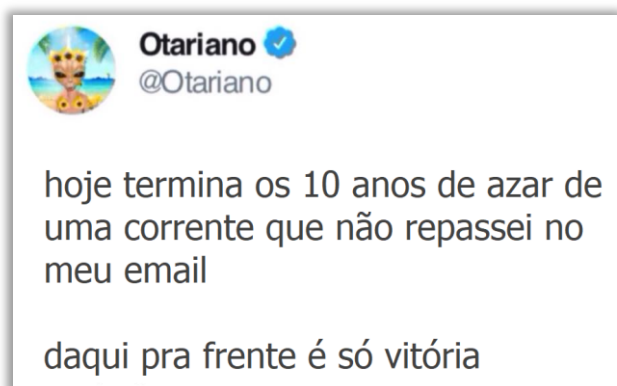 Otariano
@Otariano
hoje termina os 10 anos de azar de
uma corrente que não repassei no
meu email
daqui pra frente é só vitória